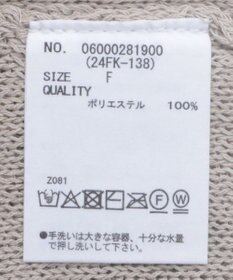 NO. 06000281900
(24FK-138)
SIZE F
QUALITY
ポリエステル 100%
Z081
F W
●手洗いは大きな容器、十分な水量
で押し洗いして下さい。